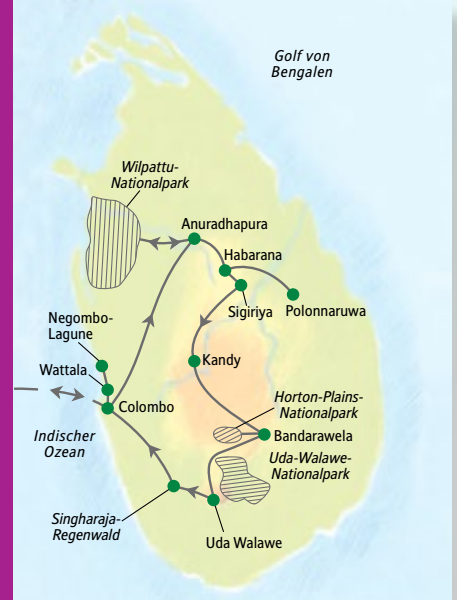 Golf von
Bengalen
Wilpattu-
Nationalpark
Anuradhapura
Habarana
Sigiriya
Polonnaruwa
Negombo-
Lagune
Wattala
Kandy
Colombo
Horton-Plains-
Nationalpark
Indischer
Ozean
Bandarawela
Uda-Walawe-
Nationalpark
Singharaja-
Regenwald
Uda Walawe